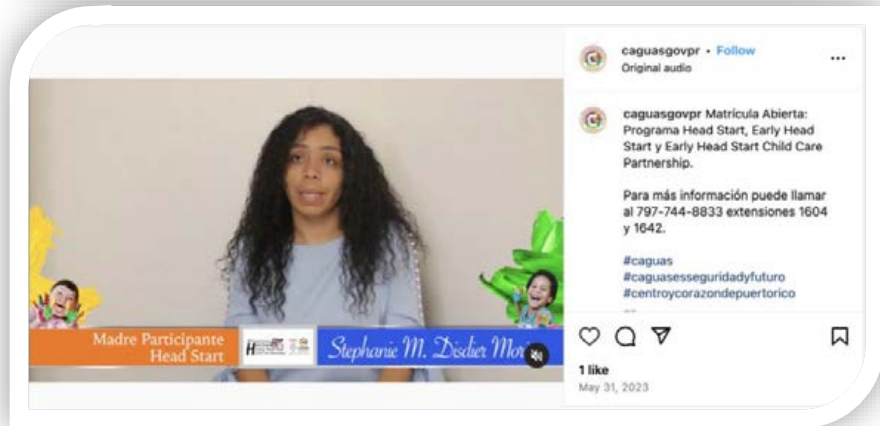 caguasgovpr • Follow
Original audio
caguasgovpr Matrícula Abierta:
Programa Head Start, Early Head
Start y Early Head Start Child Care
Partnership.
Para más información puede llamar
al 797-744-8833 extensiones 1604
y 1642.
#caguas
#caguasesseguridadyfuturo
#centroycorazondepuertorico
Madre Participante
Head Start
Stephanie M. Disdier
1 like
May 31, 2023